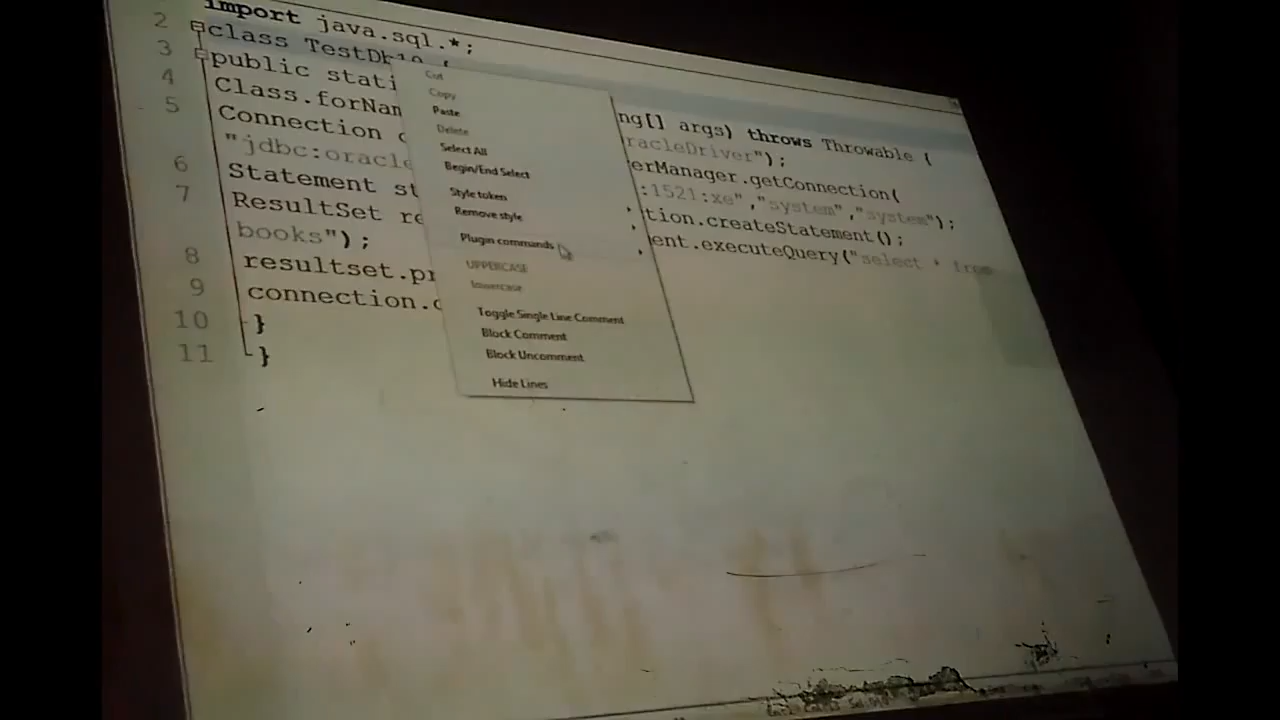 import java.sql.*;
2 class TestDb10 {
3 public stati ng[] args) throws Throwable {
4 Class.forNam racleDriver");
5 Connection c erManager.getConnection(
"jdbc:oracle :1521:xe","system","system");
6 Statement st tion.createStatement();
7 ResultSet re ent.executeQuery("select * from
books");
8 resultset.pr
9 connection.c
10 }
11 }
Cut
Copy
Paste
Delete
Select All
Begin/End Select
Style token
Remove style
Plugin commands
UPPERCASE
lowercase
Toggle Single Line Comment
Block Comment
Block Uncomment
Hide Lines